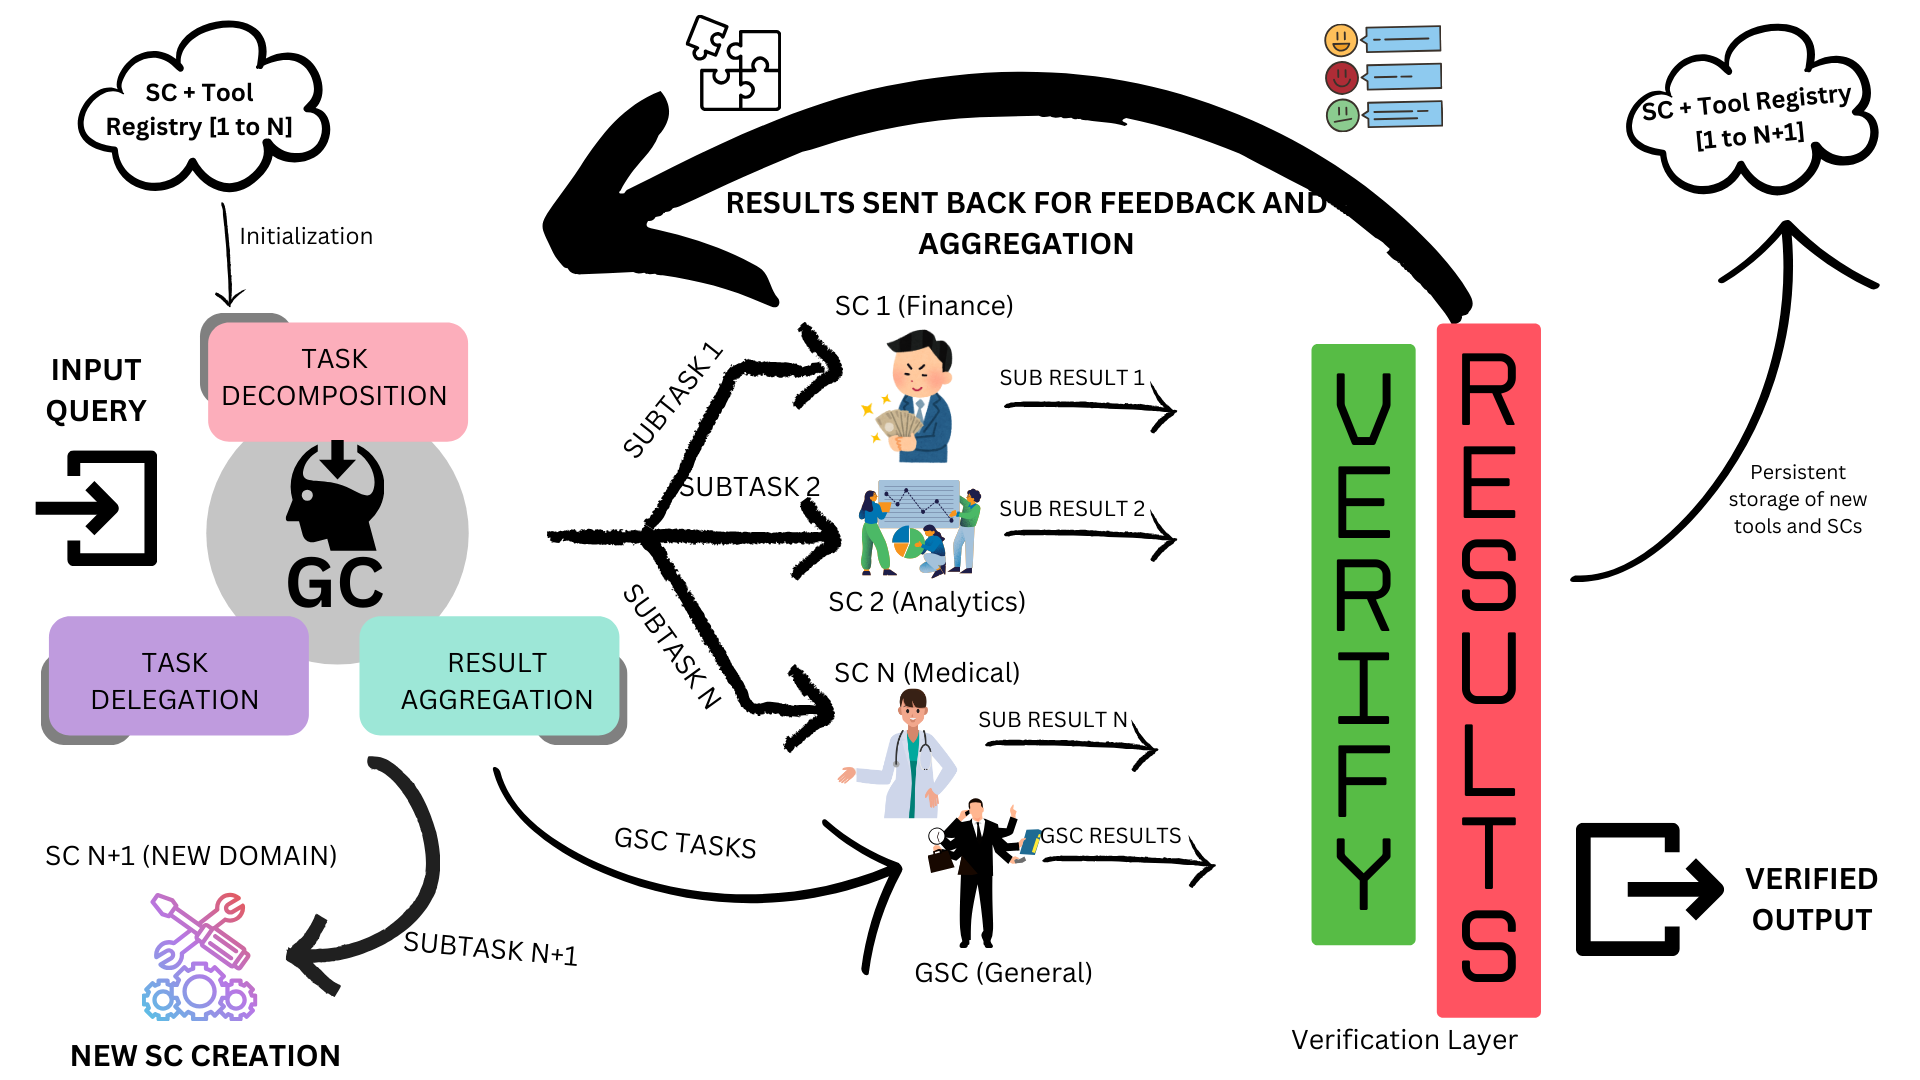 SC + Tool
Registry [1 to N]
Initialization
INPUT
QUERY
TASK
DECOMPOSITION
GC
TASK
DELEGATION
RESULT
AGGREGATION
SC N+1 (NEW DOMAIN)
NEW SC CREATION
SUBTASK N+1
GSC TASKS
SUBTASK 1
SUBTASK 2
SUBTASK N
RESULTS SENT BACK FOR FEEDBACK AND
AGGREGATION
SC 1 (Finance)
SUB RESULT 1
SUB RESULT 2
SC 2 (Analytics)
SC N (Medical)
SUB RESULT N
GSC RESULTS
GSC (General)
VERIFY
RESULTS
Verification Layer
SC + Tool Registry
[1 to N+1]
Persistent
storage of new
tools and SCs
VERIFIED
OUTPUT